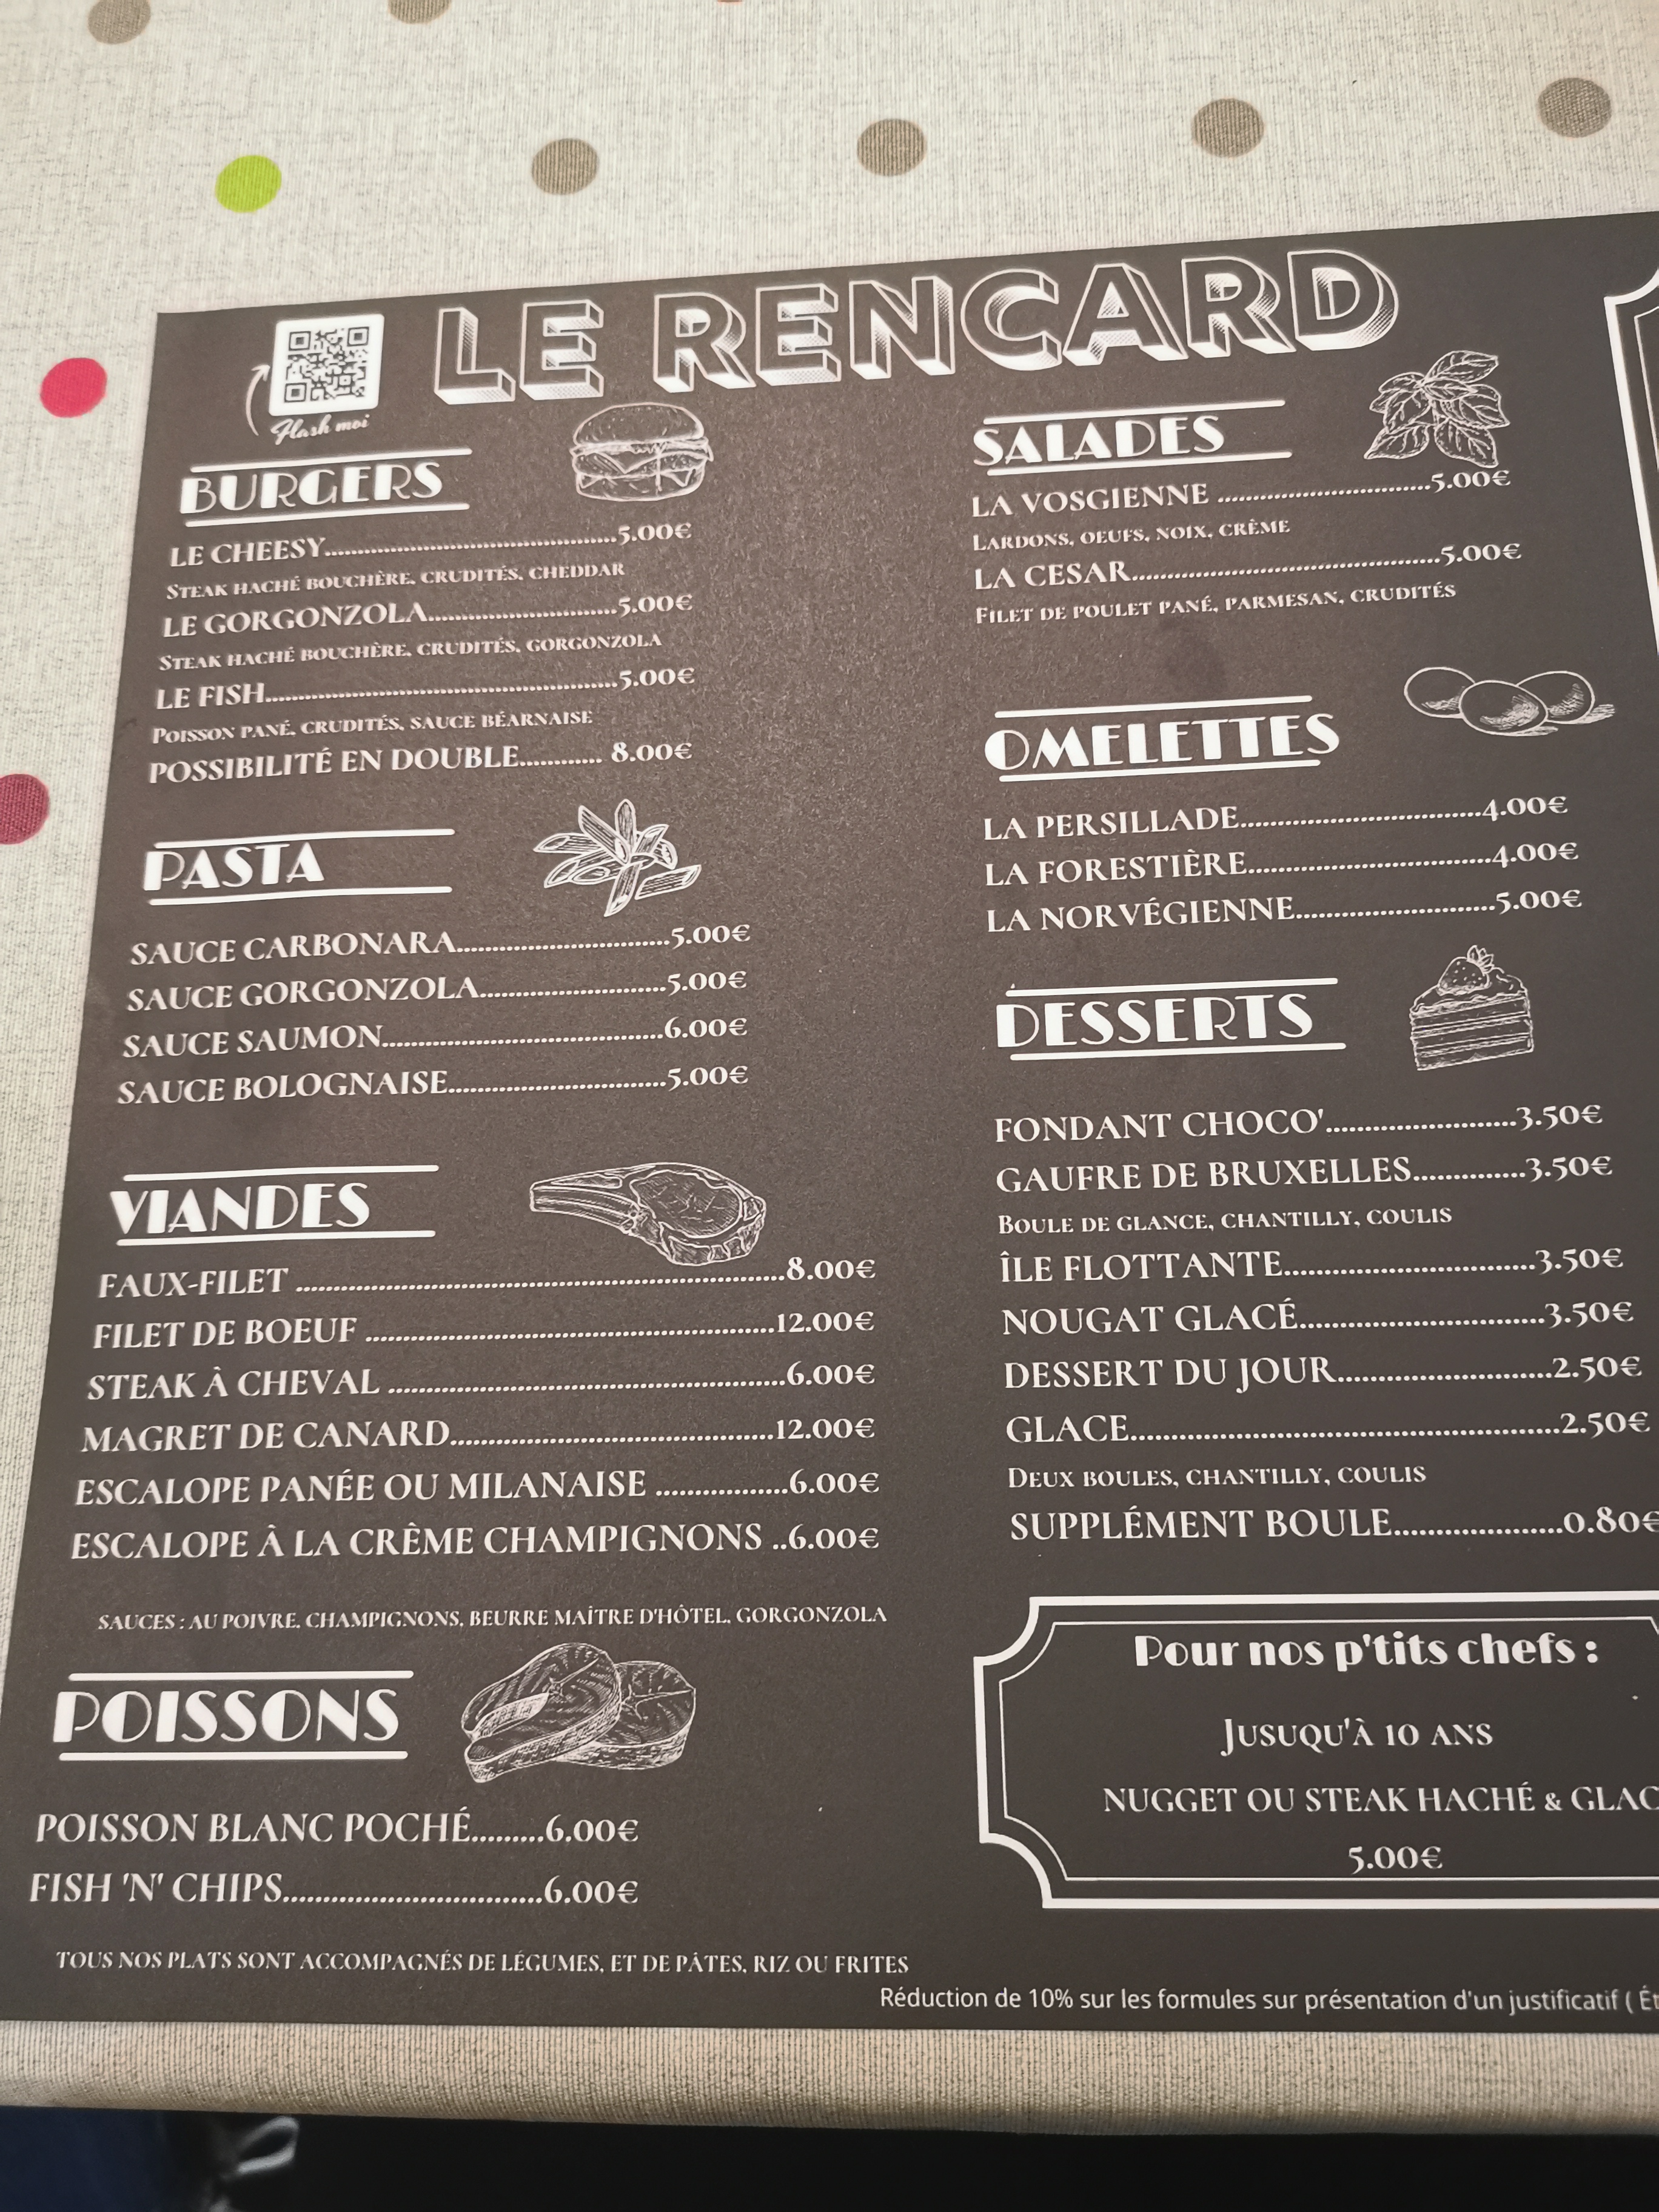 LE RENCARD
Flash moi
BURGERS
LE CHEESY.....5.00€
STEAK HACHÉ BOUCHÈRE, CRUDITÉS, CHEDDAR
LE GORGONZOLA.....5.00€
STEAK HACHÉ BOUCHÈRE, CRUDITÉS, GORGONZOLA
LE FISH.....5.00€
POISSON PANÉ, CRUDITÉS, SAUCE BÉARNAISE
POSSIBILITÉ EN DOUBLE..... 8.00€
PASTA
SAUCE CARBONARA.....5.00€
SAUCE GORGONZOLA.....5.00€
SAUCE SAUMON.....6.00€
SAUCE BOLOGNAISE.....5.00€
VIANDES
FAUX-FILET .....8.00€
FILET DE BOEUF .....12.00€
STEAK À CHEVAL .....6.00€
MAGRET DE CANARD.....12.00€
ESCALOPE PANÉE OU MILANAISE .....6.00€
ESCALOPE À LA CRÊME CHAMPIGNONS ..6.00€
SAUCES : AU POIVRE, CHAMPIGNONS, BEURRE MAÎTRE D'HÔTEL, GORGONZOLA
POISSONS
POISSON BLANC POCHÉ.....6.00€
FISH 'N' CHIPS.....6.00€
TOUS NOS PLATS SONT ACCOMPAGNÉS DE LÉGUMES, ET DE PÂTES, RIZ OU FRITES
SALADES
LA VOSGIENNE .....5.00€
LARDONS, OEUFS, NOIX, CRÊME
LA CESAR.....5.00€
FILET DE POULET PANÉ, PARMESAN, CRUDITÉS
OMELETTES
LA PERSILLADE.....4.00€
LA FORESTIÈRE.....4.00€
LA NORVÉGIENNE.....5.00€
DESSERTS
FONDANT CHOCO'.....3.50€
GAUFRE DE BRUXELLES.....3.50€
BOULE DE GLANCE, CHANTILLY, COULIS
ÎLE FLOTTANTE.....3.50€
NOUGAT GLACÉ.....3.50€
DESSERT DU JOUR.....2.50€
GLACE.....2.50€
DEUX BOULES, CHANTILLY, COULIS
SUPPLÉMENT BOULE.....0.80€
Pour nos p'tits chefs :
JUSUQU'À 10 ANS
NUGGET OU STEAK HACHÉ & GLAC
5.00€
Réduction de 10% sur les formules sur présentation d'un justificatif ( Ét